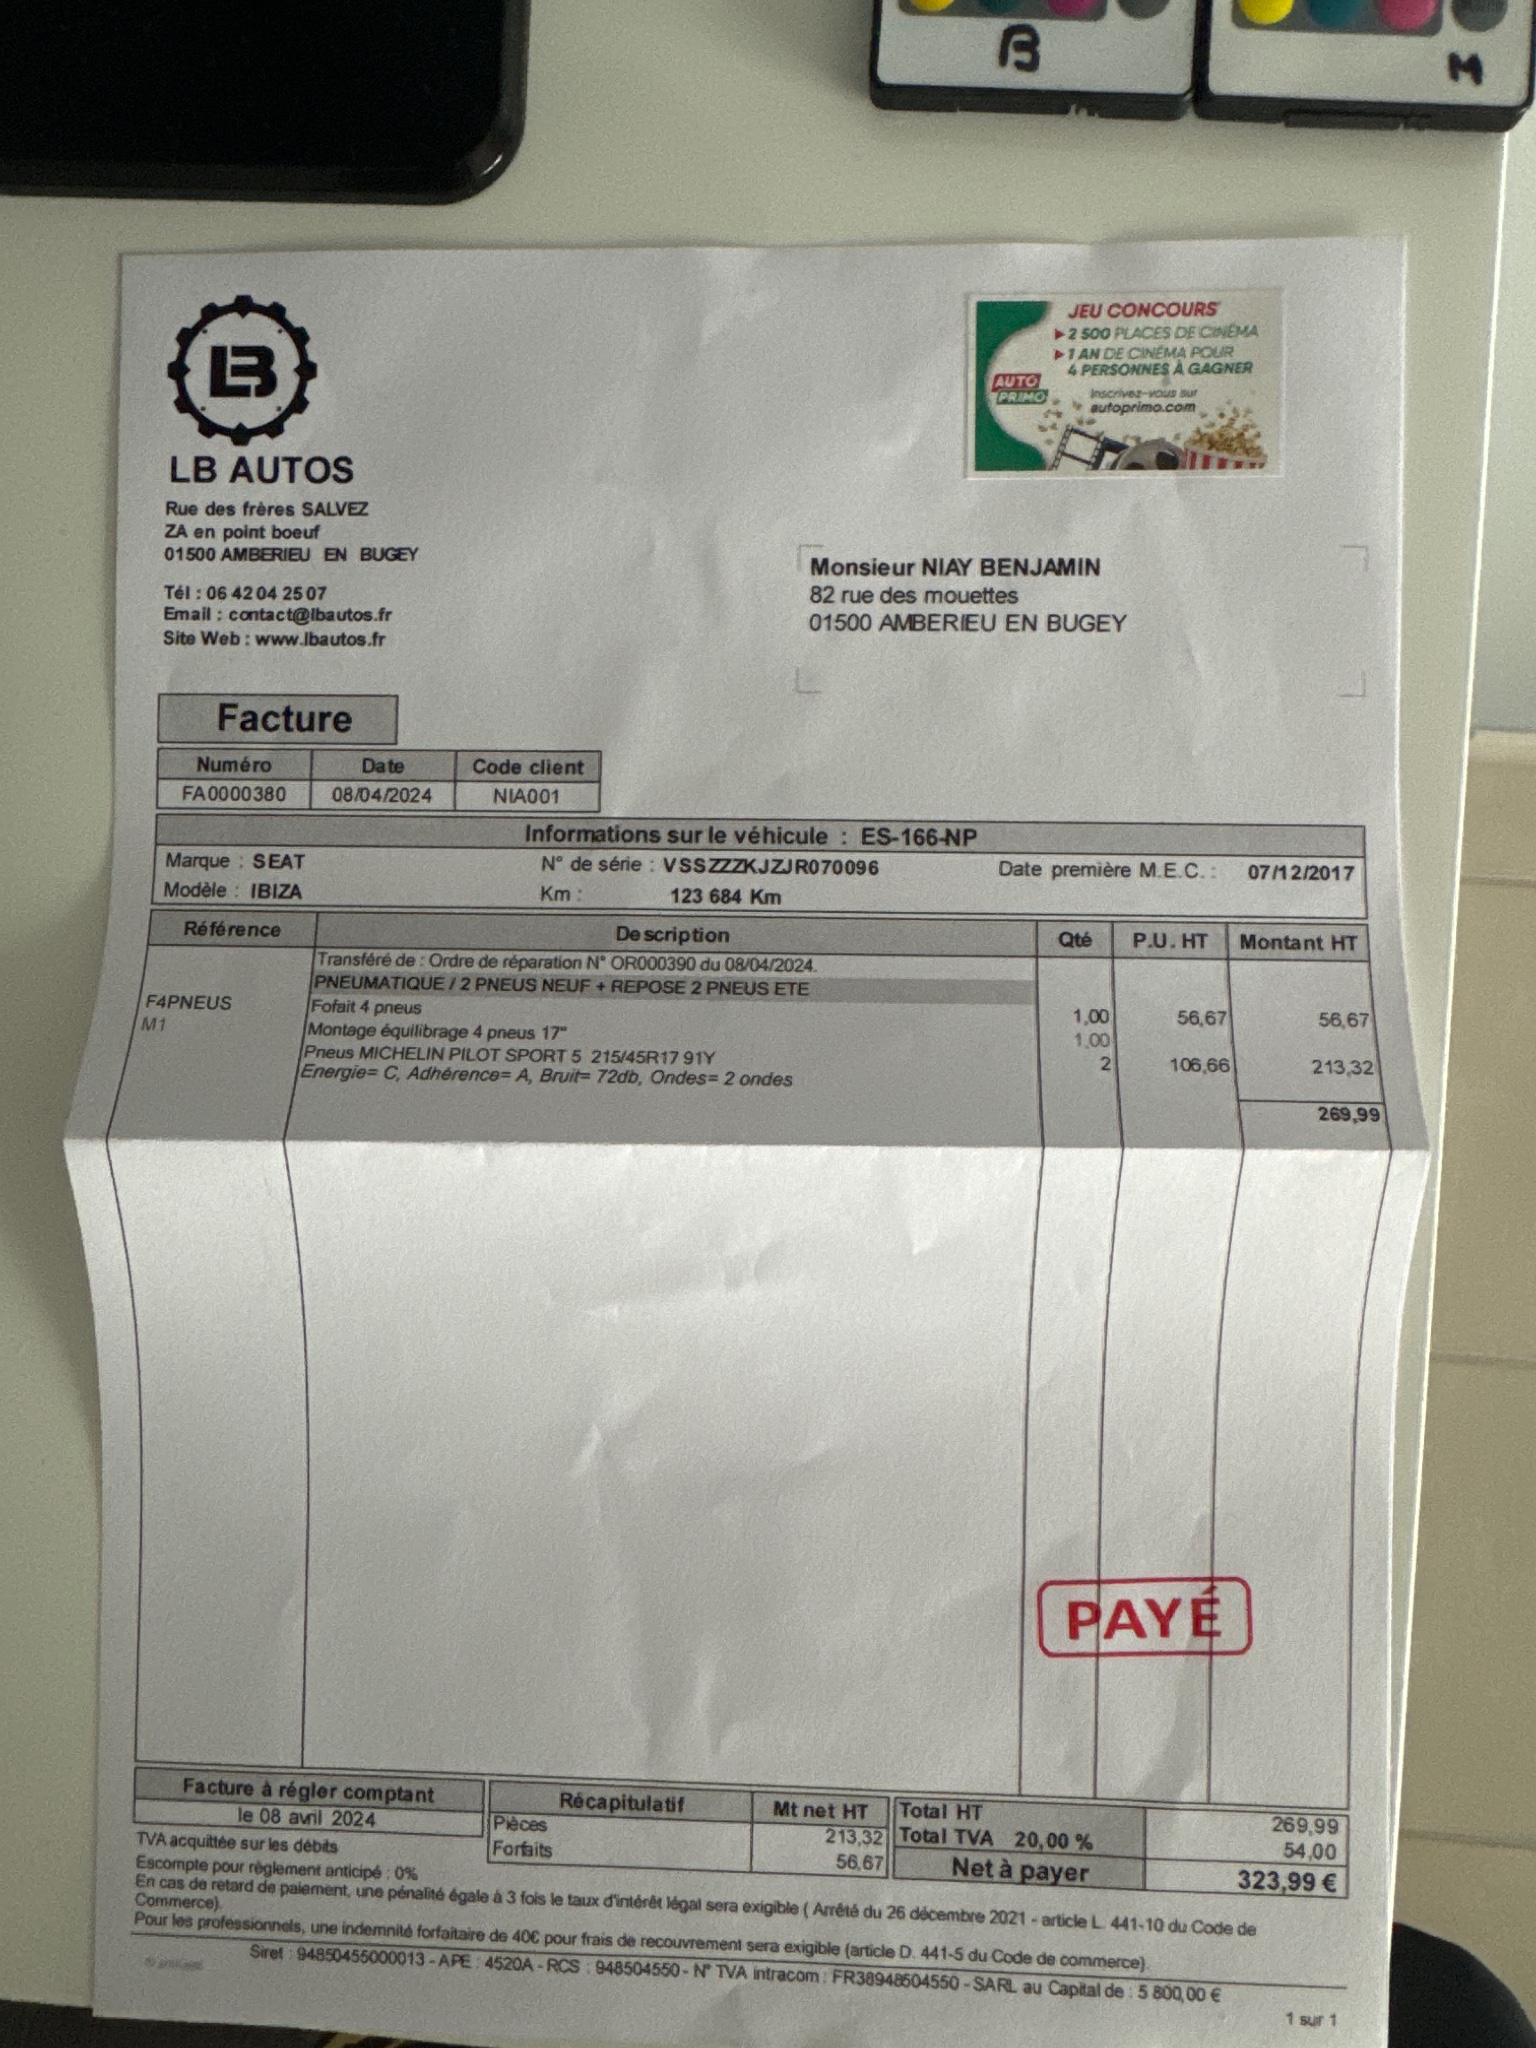 B
M
LB
LB AUTOS
Rue des frères SALVEZ
ZA en point boeuf
01500 AMBERIEU EN BUGEY
Tél : 06 42 04 25 07
Email : contact@lbautos.fr
Site Web : www.lbautos.fr
JEU CONCOURS
2 500 PLACES DE CINÉMA
1 AN DE CINÉMA POUR
4 PERSONNES À GAGNER
AUTO
PRIMO
Inscrivez-vous sur
autoprimo.com
Monsieur NIAY BENJAMIN
82 rue des mouettes
01500 AMBERIEU EN BUGEY
Facture
Numéro Date Code client
FA0000380 08/04/2024 NIA001
Informations sur le véhicule : ES-166-NP
Marque : SEAT N° de série : VSSZZZKJZJR070096 Date première M.E.C. : 07/12/2017
Modèle : IBIZA Km : 123 684 Km
Référence Description Qté P.U. HT Montant HT
Transféré de : Ordre de réparation N° OR000390 du 08/04/2024.
PNEUMATIQUE / 2 PNEUS NEUF + REPOSE 2 PNEUS ETE
F4PNEUS Fofait 4 pneus 1,00 56,67 56,67
M1 Montage équilibrage 4 pneus 17" 1,00
Pneus MICHELIN PILOT SPORT 5 215/45R17 91Y 2 106,66 213,32
Energie= C, Adhérence= A, Bruit= 72db, Ondes= 2 ondes
269,99
PAYÉ
Facture à régler comptant
le 08 avril 2024
TVA acquittée sur les débits
Escompte pour règlement anticipé : 0%
Récapitulatif Mt net HT
Pièces 213,32
Forfaits 56,67
Total HT 269,99
Total TVA 20,00 % 54,00
Net à payer 323,99 €
En cas de retard de paiement, une pénalité égale à 3 fois le taux d'intérêt légal sera exigible ( Arrêté du 26 décembre 2021 - article L. 441-10 du Code de
Commerce).
Pour les professionnels, une indemnité forfaitaire de 40€ pour frais de recouvrement sera exigible (article D. 441-5 du Code de commerce).
Siret : 94850455000013 - APE : 4520A - RCS : 948504550 - N° TVA intracom : FR38948504550 - SARL au Capital de : 5 800,00 €
1 sur 1